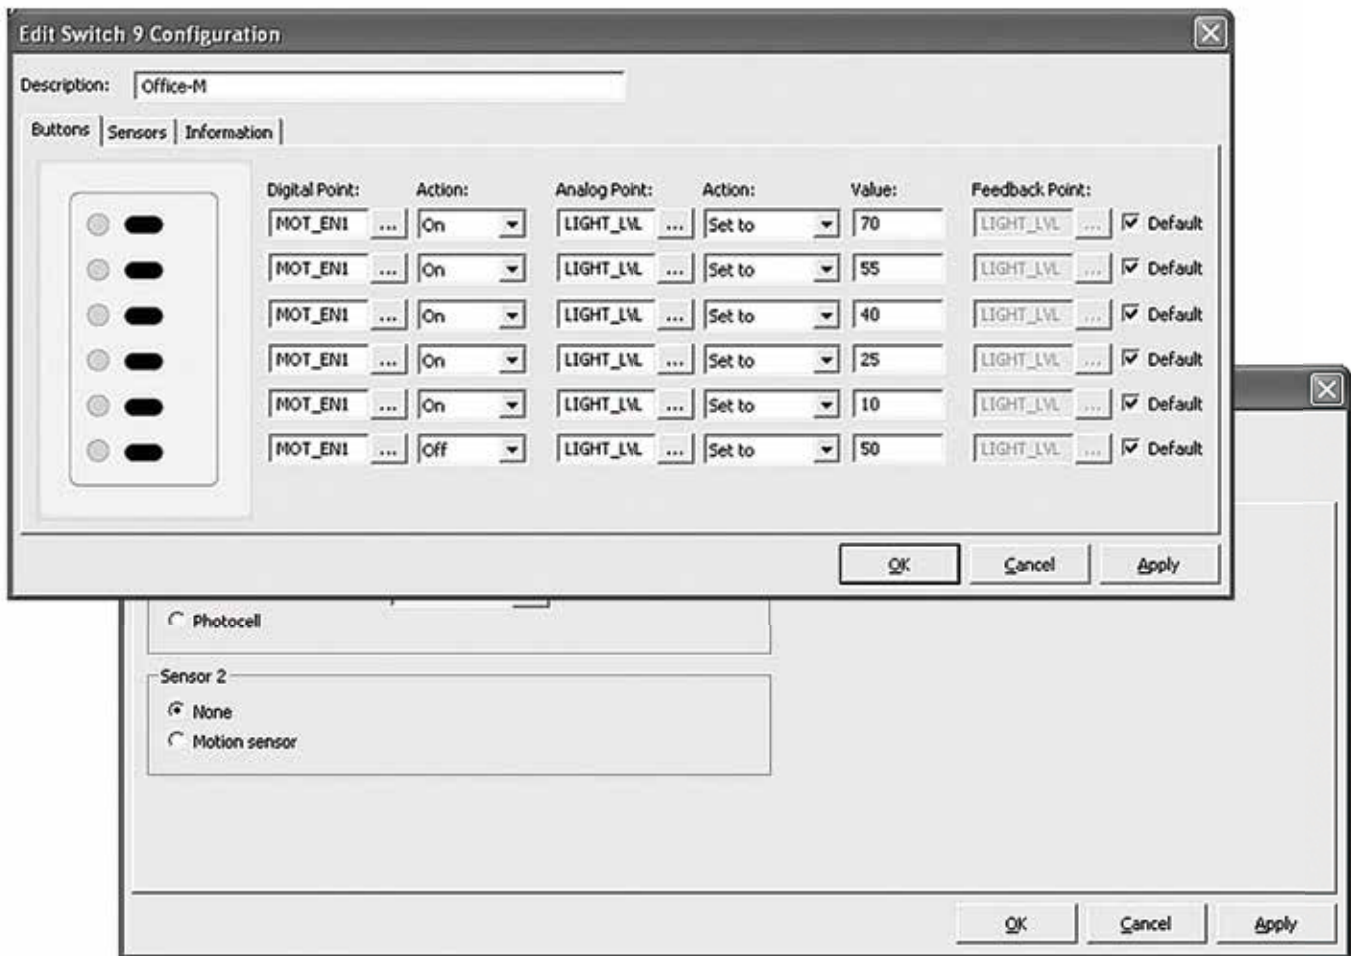 Edit Switch 9 Configuration
Description: Office-M
Buttons Sensors Information
Digital Point: Action: Analog Point: Action: Value: Feedback Point:
MOT_EN1 ... On LIGHT_LVL ... Set to 70 LIGHT_LVL ... Default
MOT_EN1 ... On LIGHT_LVL ... Set to 55 LIGHT_LVL ... Default
MOT_EN1 ... On LIGHT_LVL ... Set to 40 LIGHT_LVL ... Default
MOT_EN1 ... On LIGHT_LVL ... Set to 25 LIGHT_LVL ... Default
MOT_EN1 ... On LIGHT_LVL ... Set to 10 LIGHT_LVL ... Default
MOT_EN1 ... Off LIGHT_LVL ... Set to 50 LIGHT_LVL ... Default
OK Cancel Apply
Photocell
Sensor 2
None
Motion sensor
OK Cancel Apply